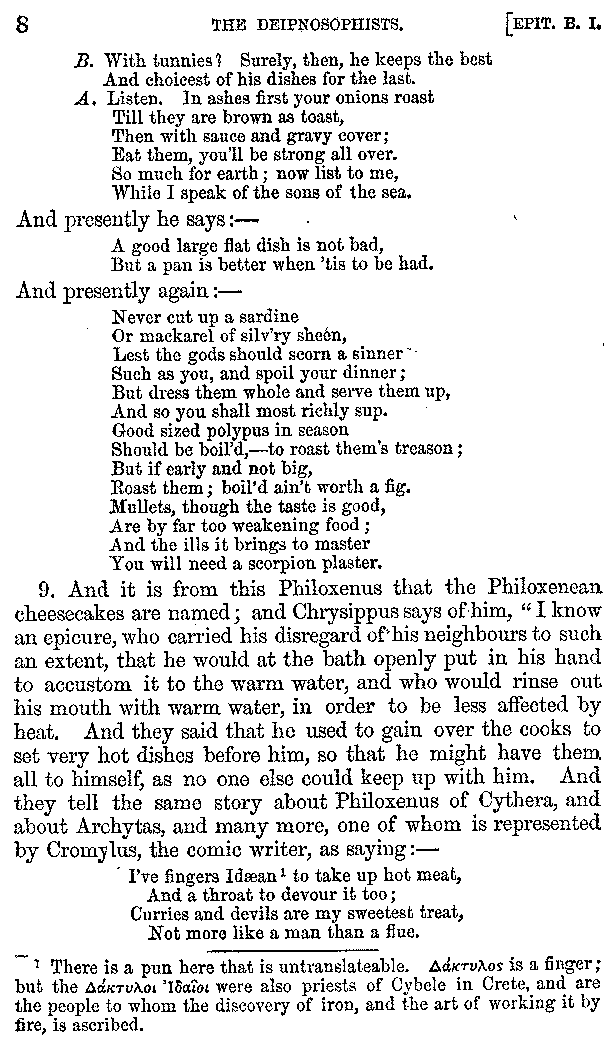 8 THE DEIPNOSOPHISTS. [EPIT. B. I.
B. With tunnies? Surely, then, he keeps the best
And choicest of his dishes for the last.
A. Listen. In ashes first your onions roast
Till they are brown as toast,
Then with sauce and gravy cover;
Eat them, you'll be strong all over.
So much for earth; now list to me,
While I speak of the sons of the sea.
And presently he says:—
A good large flat dish is not bad,
But a pan is better when 'tis to be had.
And presently again:—
Never cut up a sardine
Or mackarel of silv'ry sheén,
Lest the gods should scorn a sinner
Such as you, and spoil your dinner;
But dress them whole and serve them up,
And so you shall most richly sup.
Good sized polypus in season
Should be boil'd,—to roast them's treason;
But if early and not big,
Roast them; boil'd ain't worth a fig.
Mullets, though the taste is good,
Are by far too weakening food;
And the ills it brings to master
You will need a scorpion plaster.
9. And it is from this Philoxenus that the Philoxenean
cheesecakes are named; and Chrysippus says of him, “I know
an epicure, who carried his disregard of his neighbours to such
an extent, that he would at the bath openly put in his hand
to accustom it to the warm water, and who would rinse out
his mouth with warm water, in order to be less affected by
heat. And they said that he used to gain over the cooks to
set very hot dishes before him, so that he might have them
all to himself, as no one else could keep up with him. And
they tell the same story about Philoxenus of Cythera, and
about Archytas, and many more, one of whom is represented
by Cromylus, the comic writer, as saying:—
I've fingers Idæan¹ to take up hot meat,
And a throat to devour it too;
Curries and devils are my sweetest treat,
Not more like a man than a flue.
¹ There is a pun here that is untranslateable. Δάκτυλος is a finger;
but the Δάκτυλοι Ἰδαῖοι were also priests of Cybele in Crete, and are
the people to whom the discovery of iron, and the art of working it by
fire, is ascribed.